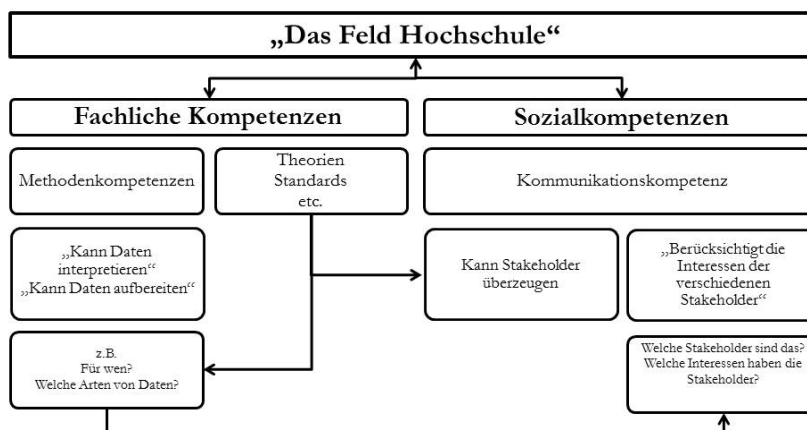 „Das Feld Hochschule“
Fachliche Kompetenzen
Sozialkompetenzen
Methodenkompetenzen
Theorien
Standards
etc.
Kommunikationskompetenz
„Kann Daten
interpretieren“
„Kann Daten aufbereiten“
Kann Stakeholder
überzeugen
„Berücksichtigt die
Interessen der
verschiedenen
Stakeholder“
z.B.
Für wen?
Welche Arten von Daten?
Welche Stakeholder sind das?
Welche Interessen haben die
Stakeholder?